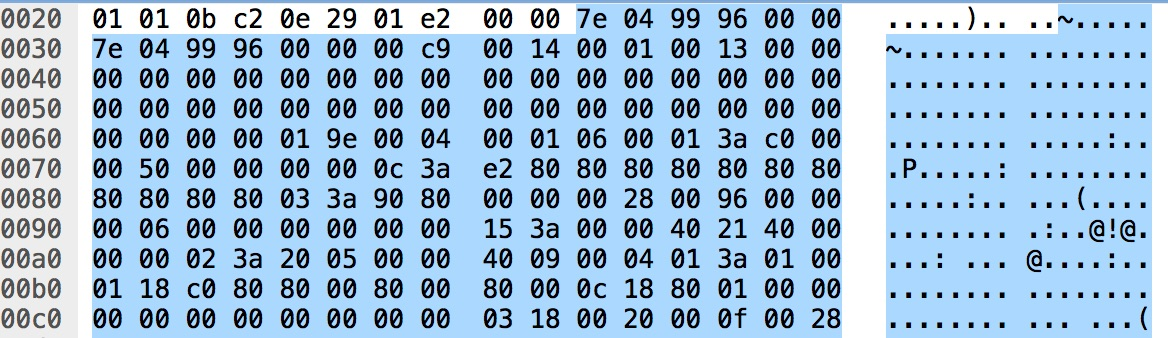 0020 01 01 0b c2 0e 29 01 e2 00 00 7e 04 99 96 00 00 .....).. ..~.....
0030 7e 04 99 96 00 00 00 c9 00 14 00 01 00 13 00 00 ~....... ........
0040 00 00 00 00 00 00 00 00 00 00 00 00 00 00 00 00 ........ ........
0050 00 00 00 00 00 00 00 00 00 00 00 00 00 00 00 00 ........ ........
0060 00 00 00 00 01 9e 00 04 00 01 06 00 01 3a c0 00 ........ .....:..
0070 00 50 00 00 00 00 0c 3a e2 80 80 80 80 80 80 80 .P.....: ........
0080 80 80 80 80 03 3a 90 80 00 00 00 28 00 96 00 00 .....:.. ...(....
0090 00 06 00 00 00 00 00 00 15 3a 00 00 40 21 40 00 ........ .:..@!@.
00a0 00 00 02 3a 20 05 00 00 40 09 00 04 01 3a 01 00 ...: ... @....:..
00b0 01 18 c0 80 80 00 80 00 80 00 0c 18 80 01 00 00 ........ ........
00c0 00 00 00 00 00 00 00 00 03 18 00 20 00 0f 00 28 ........ ... ...(